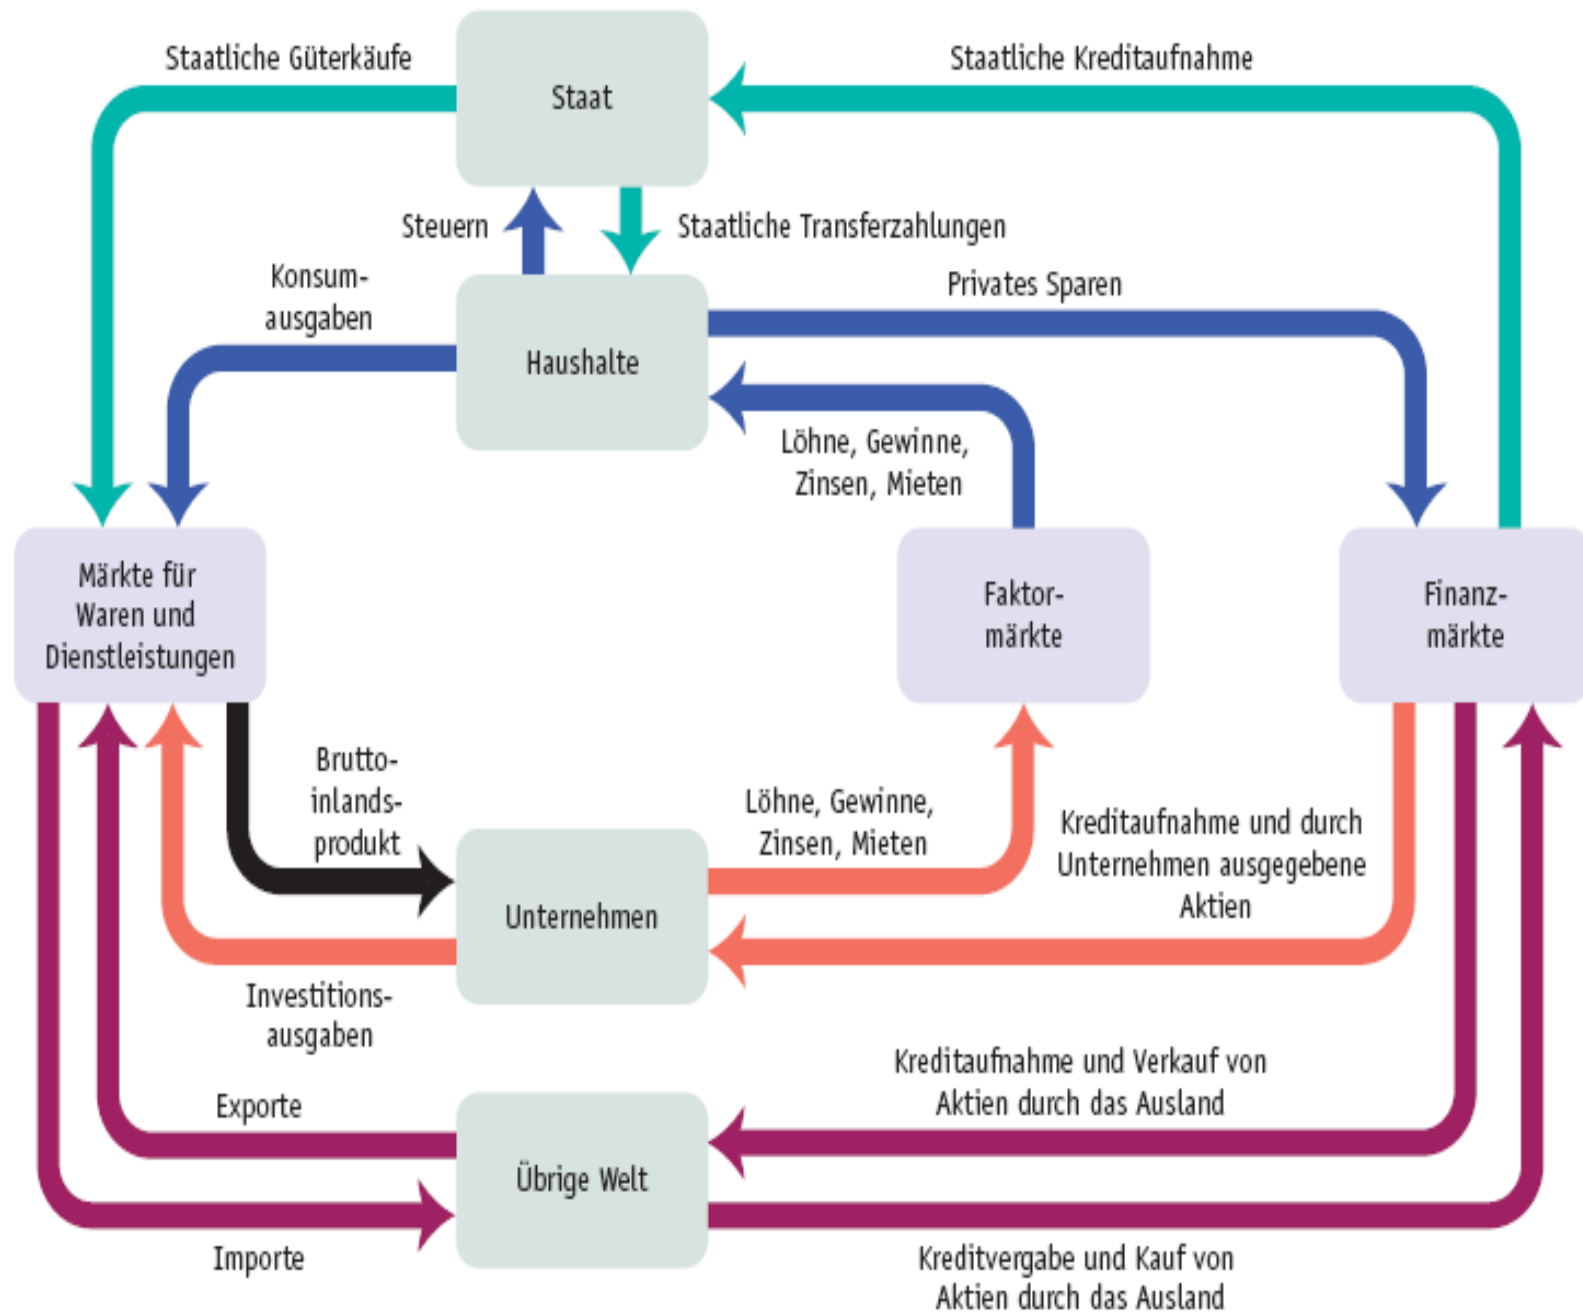 Staatliche Güterkäufe
Staatliche Kreditaufnahme
Staat
Steuern
Staatliche Transferzahlungen
Konsum-
ausgaben
Privates Sparen
Haushalte
Löhne, Gewinne,
Zinsen, Mieten
Märkte für
Waren und
Dienstleistungen
Faktor-
märkte
Finanz-
märkte
Brutto-
inlands-
produkt
Löhne, Gewinne,
Zinsen, Mieten
Kreditaufnahme und durch
Unternehmen ausgegebene
Aktien
Unternehmen
Investitions-
ausgaben
Kreditaufnahme und Verkauf von
Aktien durch das Ausland
Exporte
Übrige Welt
Importe
Kreditvergabe und Kauf von
Aktien durch das Ausland